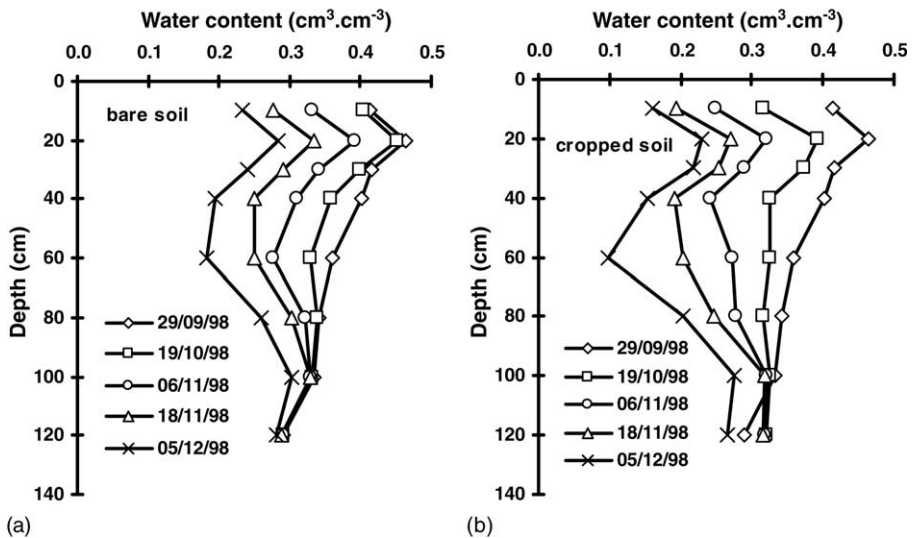 Water content (cm³.cm⁻³)
0.0 0.1 0.2 0.3 0.4 0.5
0
20
40
60
80
100
120
140
Depth (cm)
bare soil
29/09/98
19/10/98
06/11/98
18/11/98
05/12/98
(a)
Water content (cm³.cm⁻³)
0.0 0.1 0.2 0.3 0.4 0.5
0
20
40
60
80
100
120
140
Depth (cm)
cropped soil
29/09/98
19/10/98
06/11/98
18/11/98
05/12/98
(b)